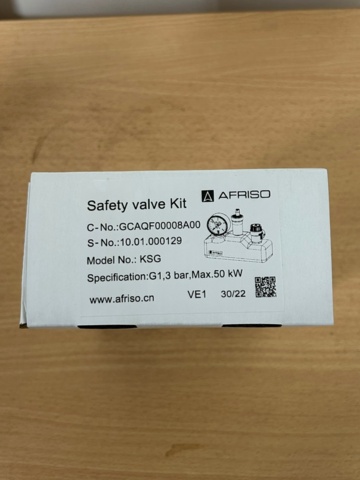 Safety valve Kit
AFRISO
C-No.:GCAQF00008A00
S-No.:10.01.000129
Model No.: KSG
Specification:G1,3 bar,Max.50 kW
www.afriso.cn VE1 30/22